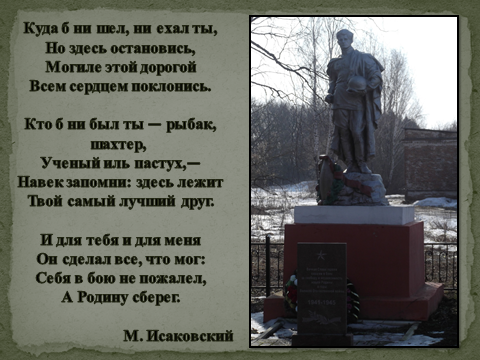 Куда б ни шел, ни ехал ты,
Но здесь остановись,
Могиле этой дорогой
Всем сердцем поклонись.
Кто б ни был ты — рыбак,
шахтер,
Ученый иль пастух,—
Навек запомни: здесь лежит
Твой самый лучший друг.
И для тебя и для меня
Он сделал все, что мог:
Себя в бою не пожалел,
А Родину сберег.
М. Исаковский